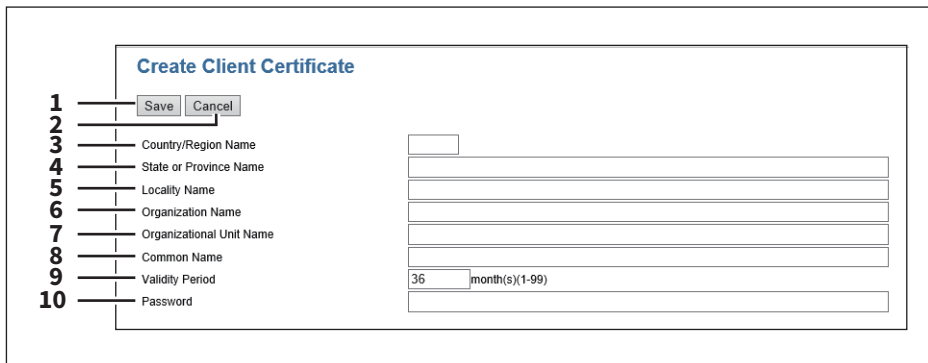 Create Client Certificate
1 Save Cancel
2
3 Country/Region Name
4 State or Province Name
5 Locality Name
6 Organization Name
7 Organizational Unit Name
8 Common Name
9 Validity Period 36 month(s)(1-99)
10 Password